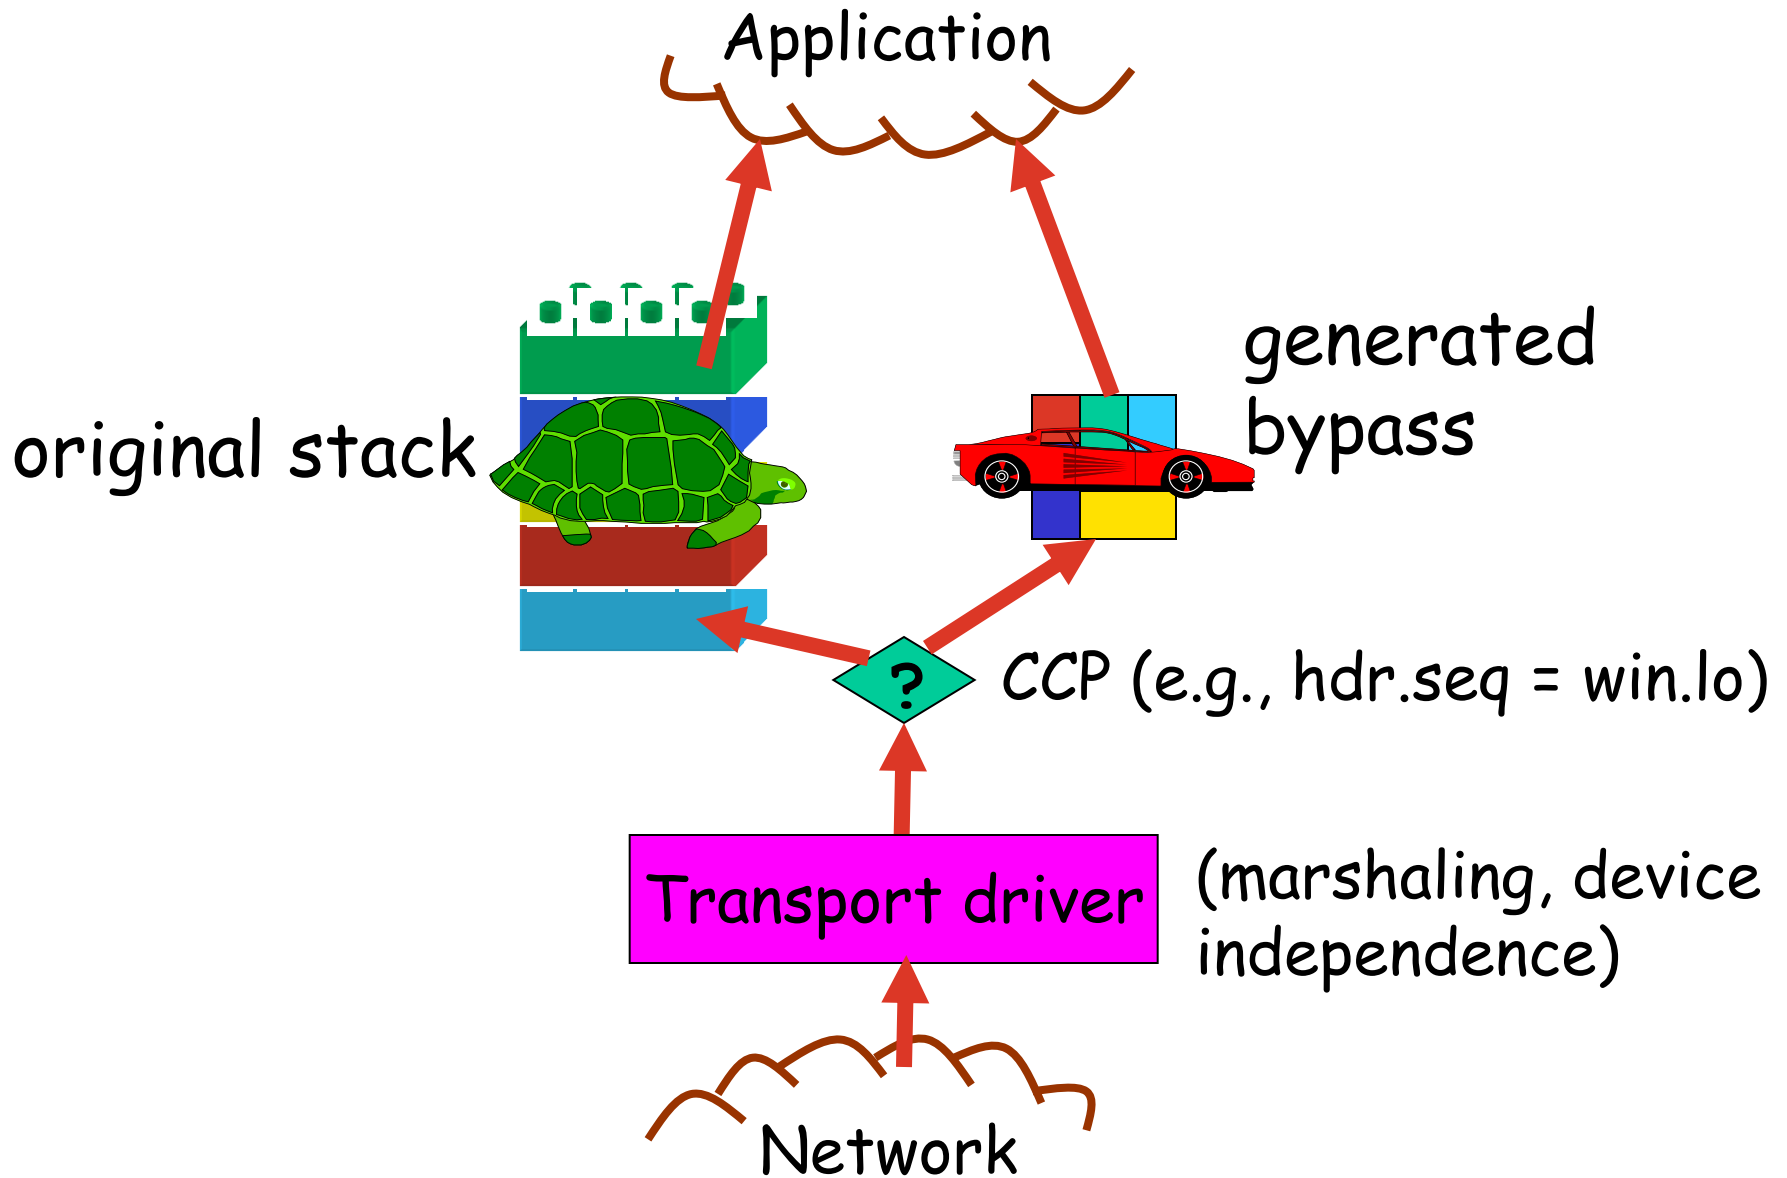 Application
original stack
generated
bypass
?
CCP (e.g., hdr.seq = win.lo)
Transport driver
(marshaling, device
independence)
Network